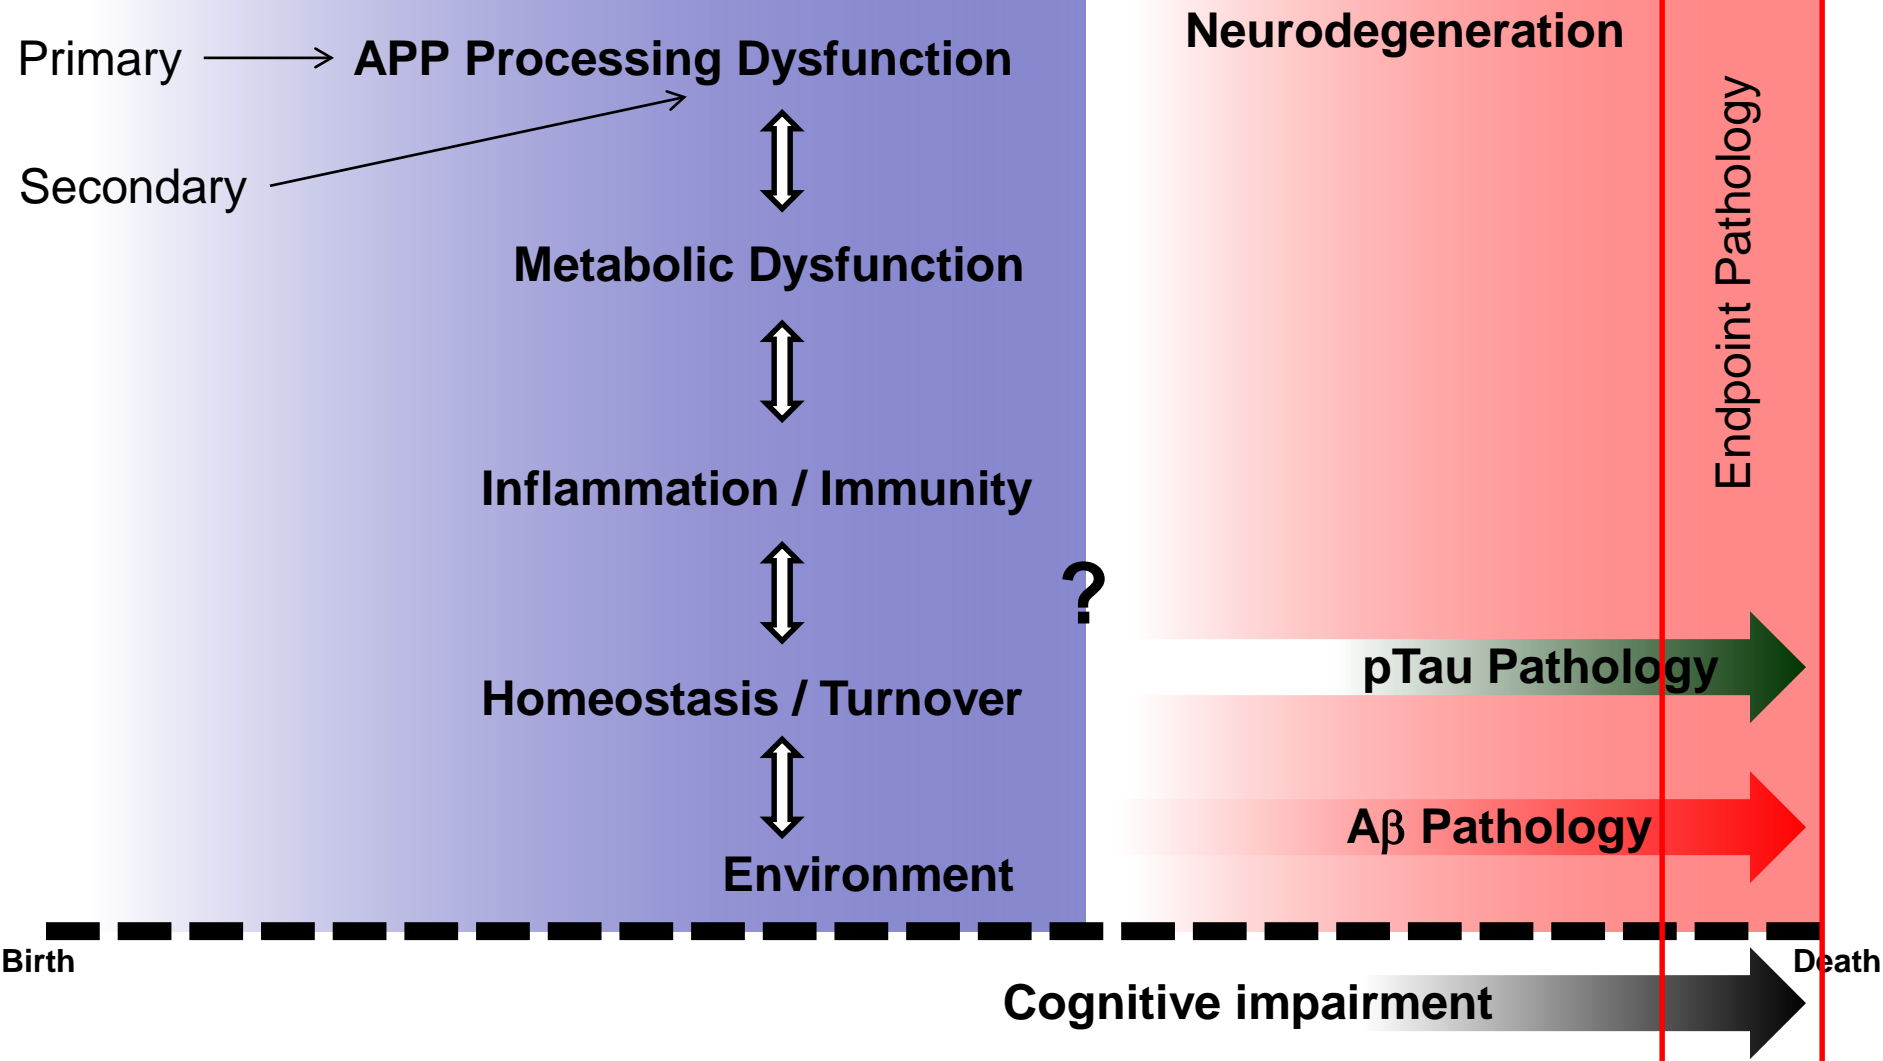 Primary
APP Processing Dysfunction
Secondary
Metabolic Dysfunction
Inflammation / Immunity
?
Homeostasis / Turnover
Environment
Neurodegeneration
Endpoint Pathology
pTau Pathology
Aβ Pathology
Birth
Death
Cognitive impairment